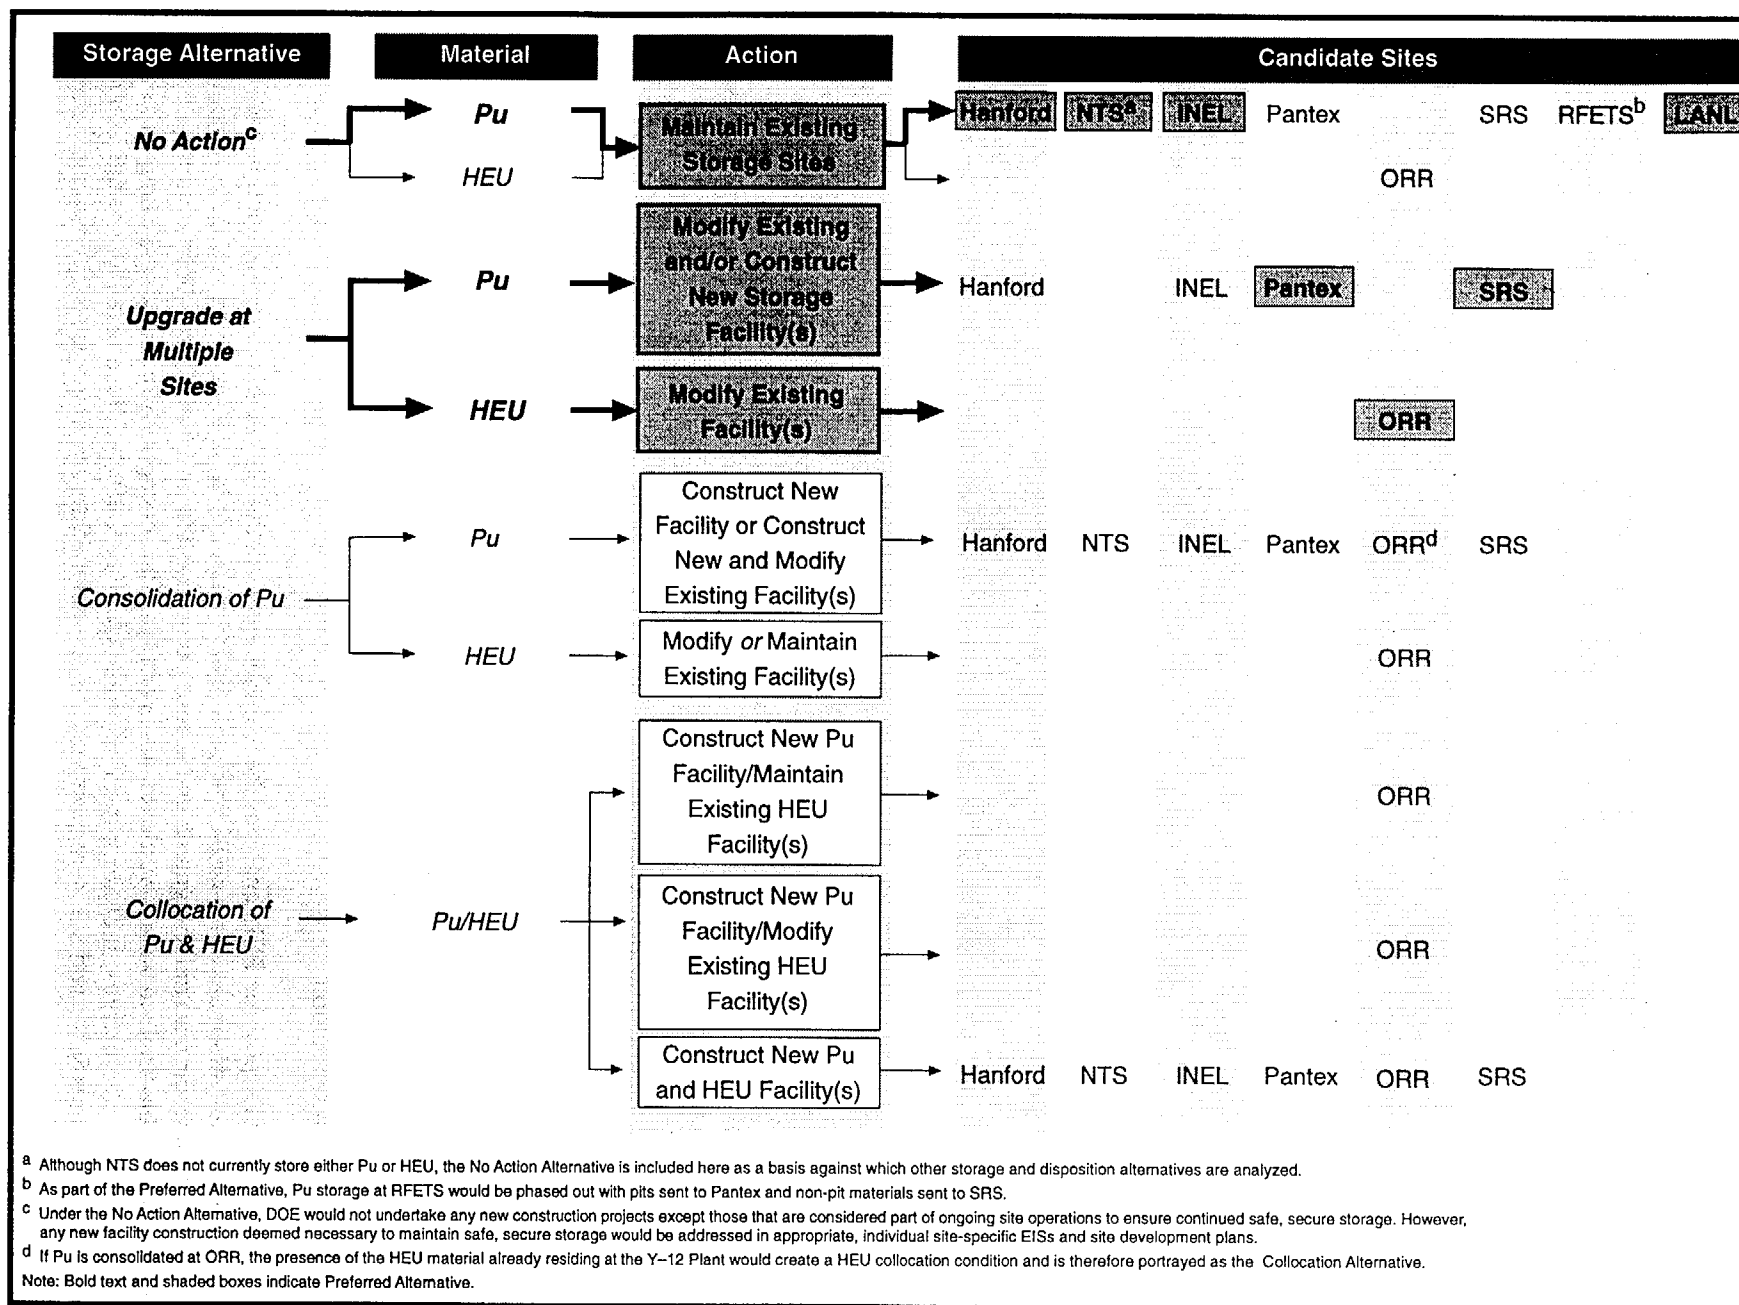 Storage Alternative Material Action Candidate Sites
No Action^c
Pu
HEU
Maintain Existing
Storage Sites
Hanford NTS^a INEL Pantex SRS RFETS^b LANL
ORR
Upgrade at
Multiple
Sites
Pu
Modify Existing
and/or Construct
New Storage
Facility(s)
Hanford INEL Pantex SRS
HEU
Modify Existing
Facility(s)
ORR
Consolidation of Pu
Pu
Construct New
Facility or Construct
New and Modify
Existing Facility(s)
Hanford NTS INEL Pantex ORR^d SRS
HEU
Modify or Maintain
Existing Facility(s)
ORR
Collocation of
Pu & HEU
Pu/HEU
Construct New Pu
Facility/Maintain
Existing HEU
Facility(s)
ORR
Construct New Pu
Facility/Modify
Existing HEU
Facility(s)
ORR
Construct New Pu
and HEU Facility(s)
Hanford NTS INEL Pantex ORR SRS
a Although NTS does not currently store either Pu or HEU, the No Action Alternative is included here as a basis against which other storage and disposition alternatives are analyzed.
b As part of the Preferred Alternative, Pu storage at RFETS would be phased out with pits sent to Pantex and non-pit materials sent to SRS.
c Under the No Action Alternative, DOE would not undertake any new construction projects except those that are considered part of ongoing site operations to ensure continued safe, secure storage. However,
any new facility construction deemed necessary to maintain safe, secure storage would be addressed in appropriate, individual site-specific EISs and site development plans.
d If Pu is consolidated at ORR, the presence of the HEU material already residing at the Y–12 Plant would create a HEU collocation condition and is therefore portrayed as the Collocation Alternative.
Note: Bold text and shaded boxes indicate Preferred Alternative.